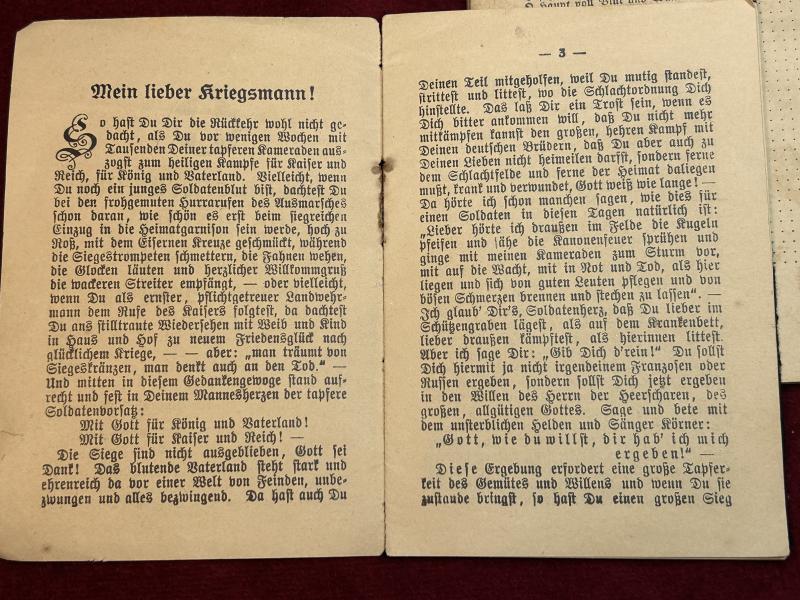 Mein lieber Kriegsmann!
So hast Du Dir die Rückkehr wohl nicht ge-
dacht, als Du vor wenigen Wochen mit
Tausenden Deiner tapferen Kameraden aus-
zogst zum heiligen Kampfe für Kaiser und
Reich, für König und Vaterland. Vielleicht, wenn
Du noch ein junges Soldatenblut bist, dachtest Du
bei den frohgemuten Hurrarufen des Ausmarsches
schon daran, wie schön es erst beim siegreichen
Einzug in die Heimatgarnison sein werde, hoch zu
Roß, mit dem Eisernen Kreuze geschmückt, während
die Siegestrompeten schmettern, die Fahnen wehen,
die Glocken läuten und herzlicher Willkommgruß
die wackeren Streiter empfängt, — oder vielleicht,
wenn Du als ernster, pflichtgetreuer Landwehr-
mann dem Rufe des Kaisers folgtest, da dachtest
Du ans stilltraute Wiedersehen mit Weib und Kind
in Haus und Hof zu neuem Friedensglück nach
glücklichem Kriege, — — aber: „man träumt von
Siegeskränzen, man denkt auch an den Tod.“ —
Und mitten in diesem Gedankengewoge stand auf-
recht und fest in Deinem Mannesherzen der tapfere
Soldatenvorsatz:
Mit Gott für König und Vaterland!
Mit Gott für Kaiser und Reich! —
Die Siege sind nicht ausgeblieben, Gott sei
Dank! Das blutende Vaterland steht stark und
ehrenreich da vor einer Welt von Feinden, unbe-
zwungen und alles bezwingend. Da hast auch Du
— 3 —
Deinen Teil mitgeholfen, weil Du mutig standest,
strittest und littest, wo die Schlachtordnung Dich
hinstellte. Das laß Dir ein Trost sein, wenn es
Dich bitter ankommen will, daß Du nicht mehr
mittämpfen kannst den großen, hehren Kampf mit
Deinen deutschen Brüdern, daß Du aber auch zu
Deinen Lieben nicht heimeilen darfst, sondern ferne
dem Schlachtfelde und ferne der Heimat daliegen
mußt, krank und verwundet, Gott weiß wie lange! —
Da hörte ich schon manchen sagen, wie dies für
einen Soldaten in diesen Tagen natürlich ist:
„Lieber hörte ich draußen im Felde die Kugeln
pfeifen und sähe die Kanonenfeuer sprühen und
ginge mit meinen Kameraden zum Sturm vor,
mit auf die Wacht, mit in Not und Tod, als hier
liegen und sich von guten Leuten pflegen und von
bösen Schmerzen brennen und stechen zu lassen“. —
Ich glaub' Dir's, Soldatenherz, daß Du lieber im
Schützengraben lägest, als auf dem Krankenbett,
lieber draußen kämpftest, als hierinnen littest.
Aber ich sage Dir: „Gib Dich d'rein!“ Du sollst
Dich hiermit ja nicht irgendeinem Franzosen oder
Russen ergeben, sondern sollst Dich jetzt ergeben
in den Willen des Herrn der Heerscharen, des
großen, allgütigen Gottes. Sage und bete mit
dem unsterblichen Helden und Sänger Körner:
„Gott, wie du willst, dir hab' ich mich
ergeben!“ —
Diese Ergebung erfordert eine große Tapfer-
keit des Gemütes und Willens und wenn Du sie
zustande bringst, so hast Du einen großen Sieg